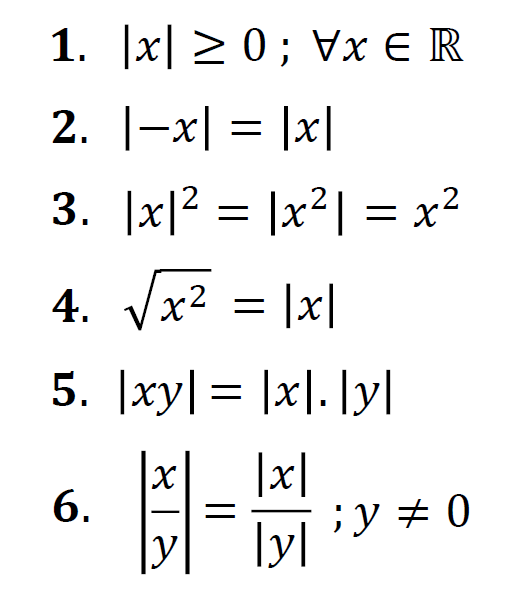 1. |x| ≥ 0 ; ∀x ∈ ℝ
2. |−x| = |x|
3. |x|² = |x²| = x²
4. √x² = |x|
5. |xy| = |x|. |y|
6. |x/y| = |x|/|y| ; y ≠ 0